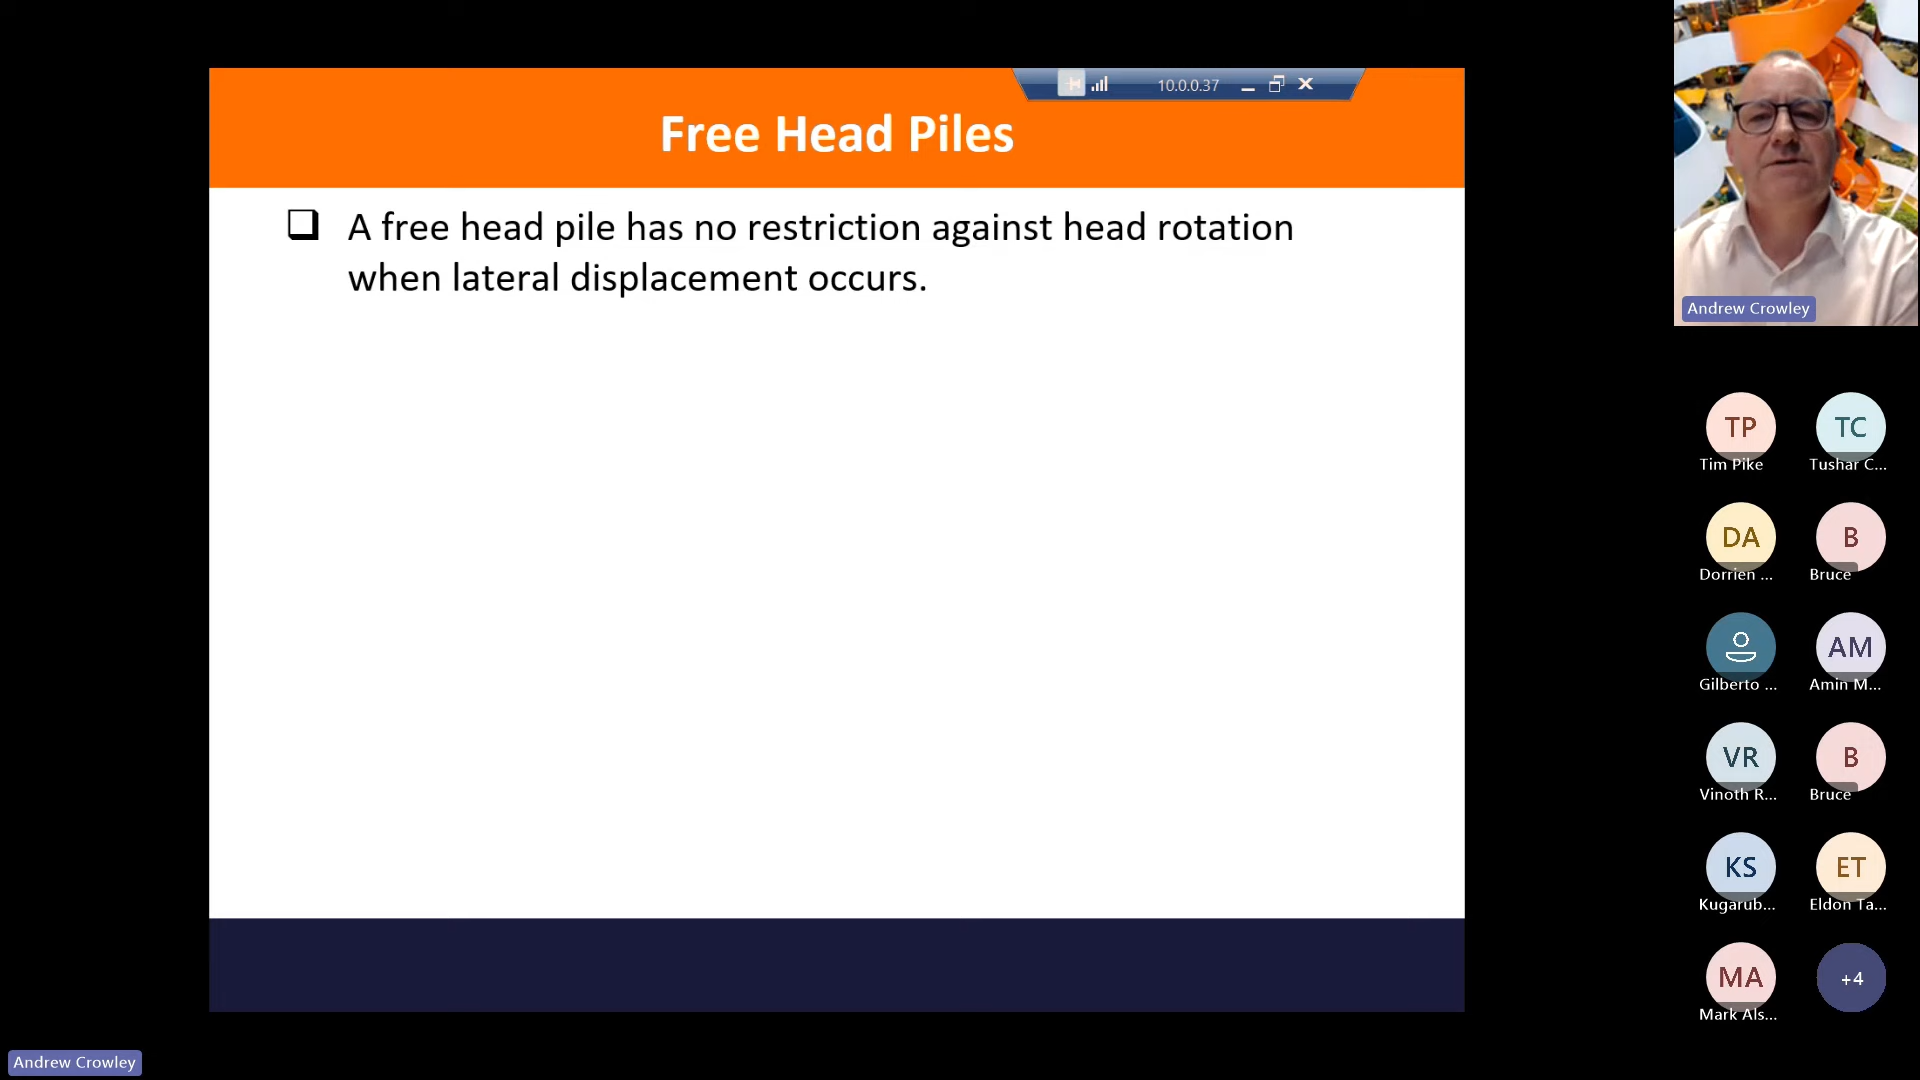 10.0.0.37
Free Head Piles
A free head pile has no restriction against head rotation
when lateral displacement occurs.
Andrew Crowley
TP
Tim Pike
TC
Tushar C...
DA
Dorrien ...
B
Bruce
Gilberto ...
AM
Amin M...
VR
Vinoth R...
B
Bruce
KS
Kugarub...
ET
Eldon Ta...
MA
Mark Als...
+4
Andrew Crowley